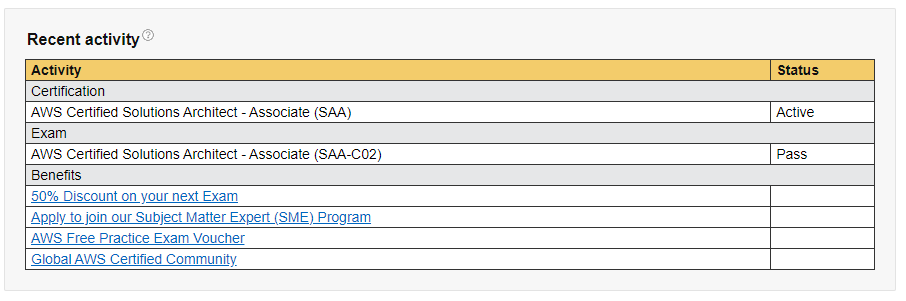 Recent activity ?
Activity Status
Certification
AWS Certified Solutions Architect - Associate (SAA) Active
Exam
AWS Certified Solutions Architect - Associate (SAA-C02) Pass
Benefits
50% Discount on your next Exam
Apply to join our Subject Matter Expert (SME) Program
AWS Free Practice Exam Voucher
Global AWS Certified Community